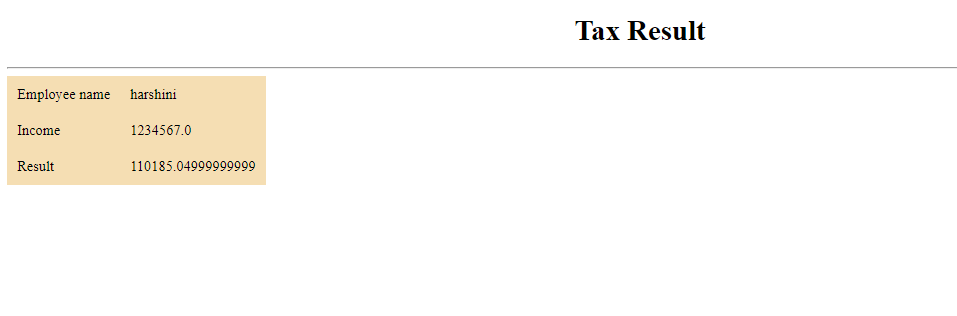 Tax Result
Employee name harshini
Income 1234567.0
Result 110185.04999999999